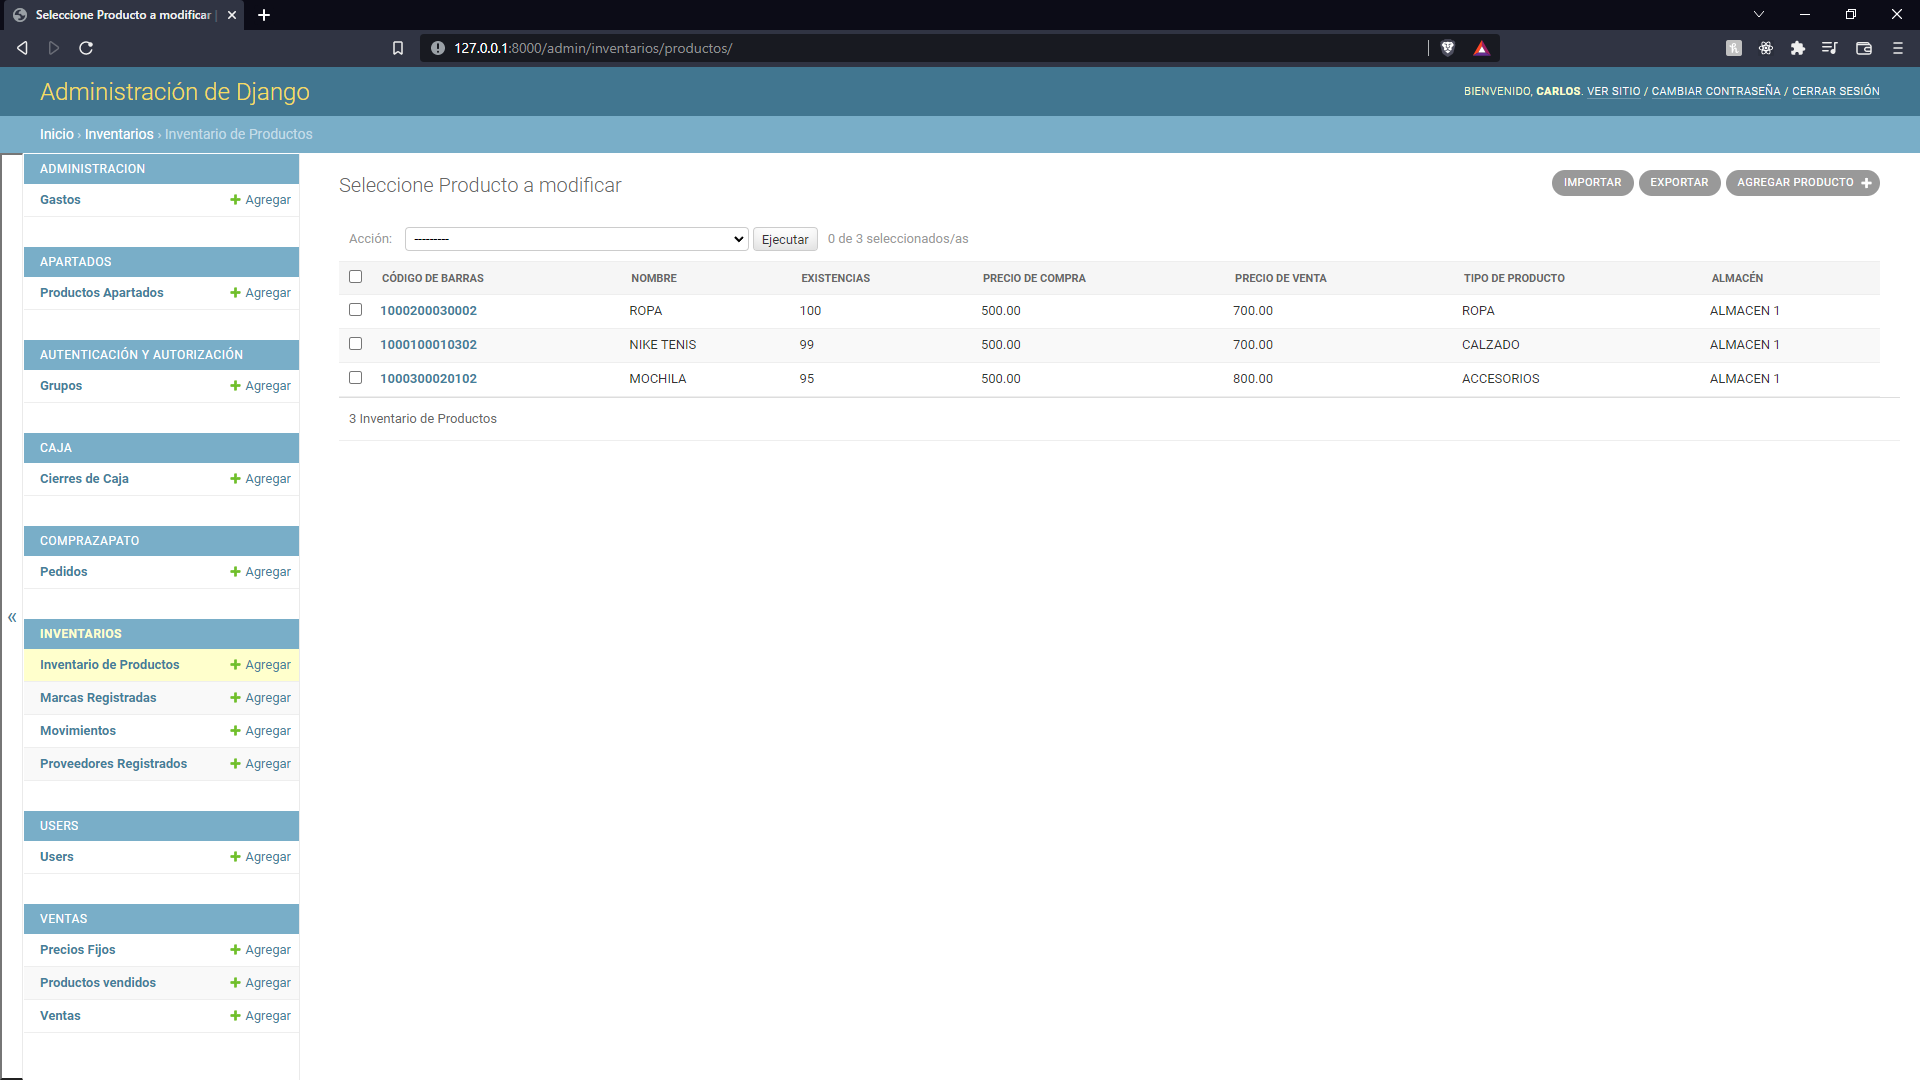 Seleccione Producto a modificar |
127.0.0.1:8000/admin/inventarios/productos/
Administración de Django
BIENVENIDO, CARLOS. VER SITIO / CAMBIAR CONTRASEÑA / CERRAR SESIÓN
Inicio › Inventarios › Inventario de Productos
«
ADMINISTRACION
Gastos Agregar
APARTADOS
Productos Apartados Agregar
AUTENTICACIÓN Y AUTORIZACIÓN
Grupos Agregar
CAJA
Cierres de Caja Agregar
COMPRAZAPATO
Pedidos Agregar
INVENTARIOS
Inventario de Productos Agregar
Marcas Registradas Agregar
Movimientos Agregar
Proveedores Registrados Agregar
USERS
Users Agregar
VENTAS
Precios Fijos Agregar
Productos vendidos Agregar
Ventas Agregar
Seleccione Producto a modificar
IMPORTAR EXPORTAR AGREGAR PRODUCTO
Acción: --------- Ejecutar 0 de 3 seleccionados/as
CÓDIGO DE BARRAS NOMBRE EXISTENCIAS PRECIO DE COMPRA PRECIO DE VENTA TIPO DE PRODUCTO ALMACÉN
1000200030002 ROPA 100 500.00 700.00 ROPA ALMACEN 1
1000100010302 NIKE TENIS 99 500.00 700.00 CALZADO ALMACEN 1
1000300020102 MOCHILA 95 500.00 800.00 ACCESORIOS ALMACEN 1
3 Inventario de Productos